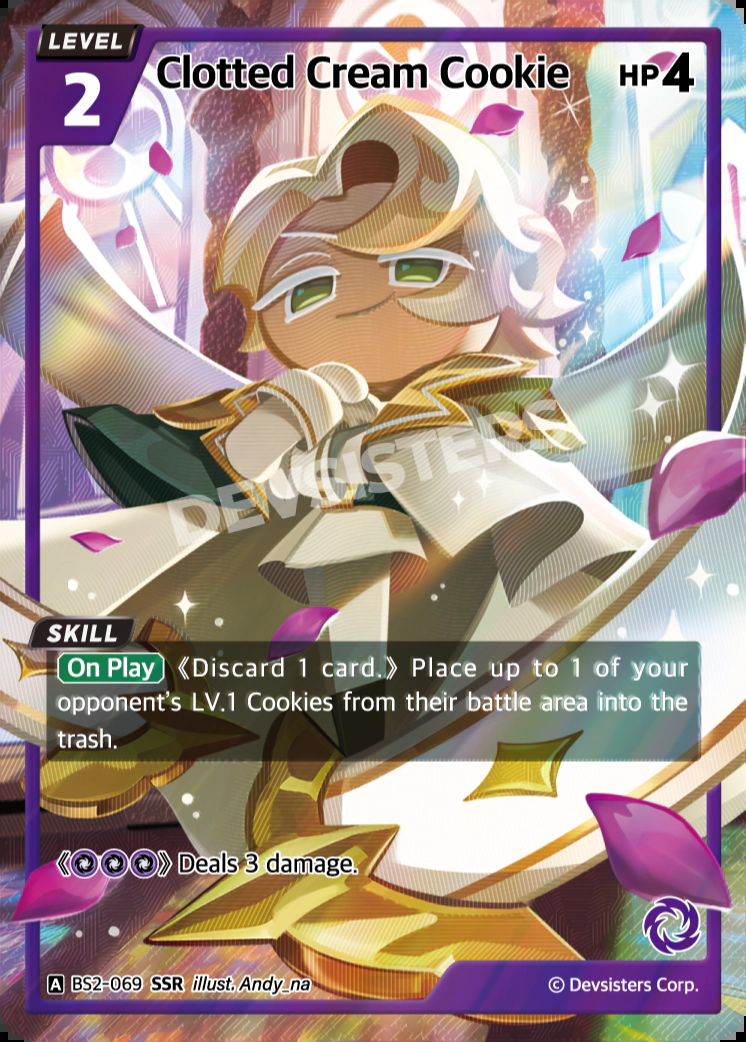 LEVEL
2
Clotted Cream Cookie
HP4
DEVSISTERS
SKILL
On Play 《Discard 1 card.》 Place up to 1 of your
opponent's LV.1 Cookies from their battle area into the
trash.
《》 Deals 3 damage.
A BS2-069 SSR illust. Andy_na
© Devsisters Corp.